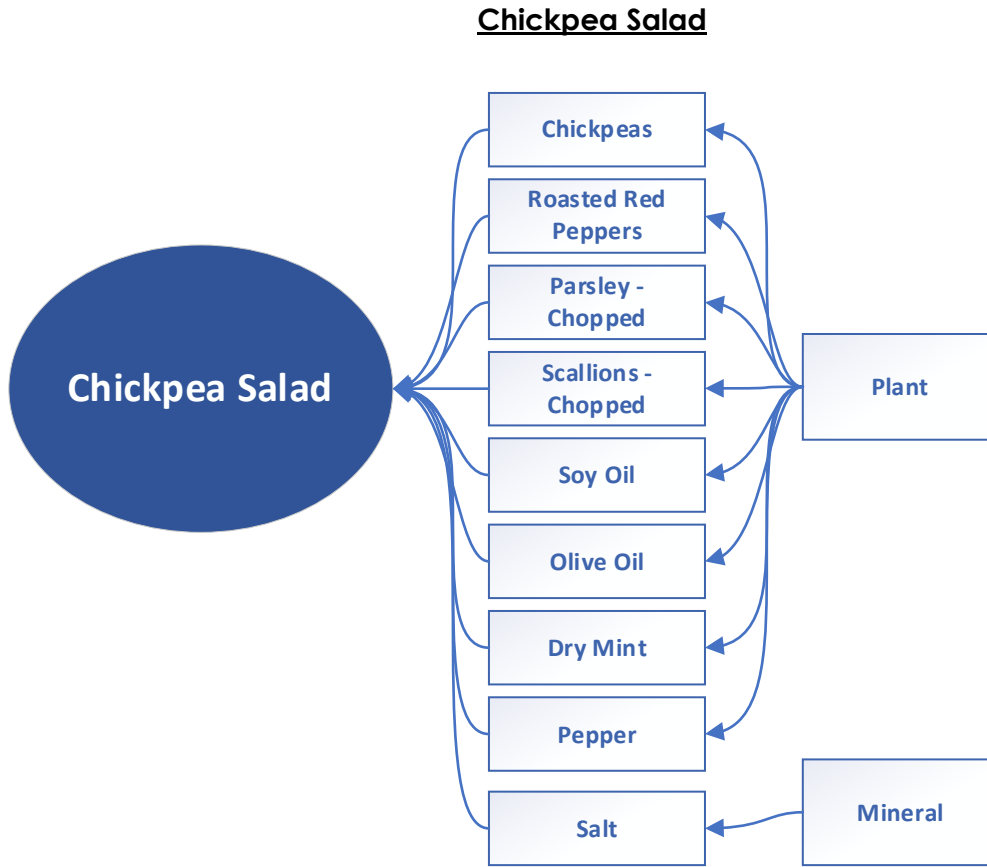 Chickpea Salad
Chickpeas
Roasted Red
Peppers
Parsley -
Chopped
Scallions -
Chopped
Soy Oil
Olive Oil
Dry Mint
Pepper
Salt
Chickpea Salad
Plant
Mineral